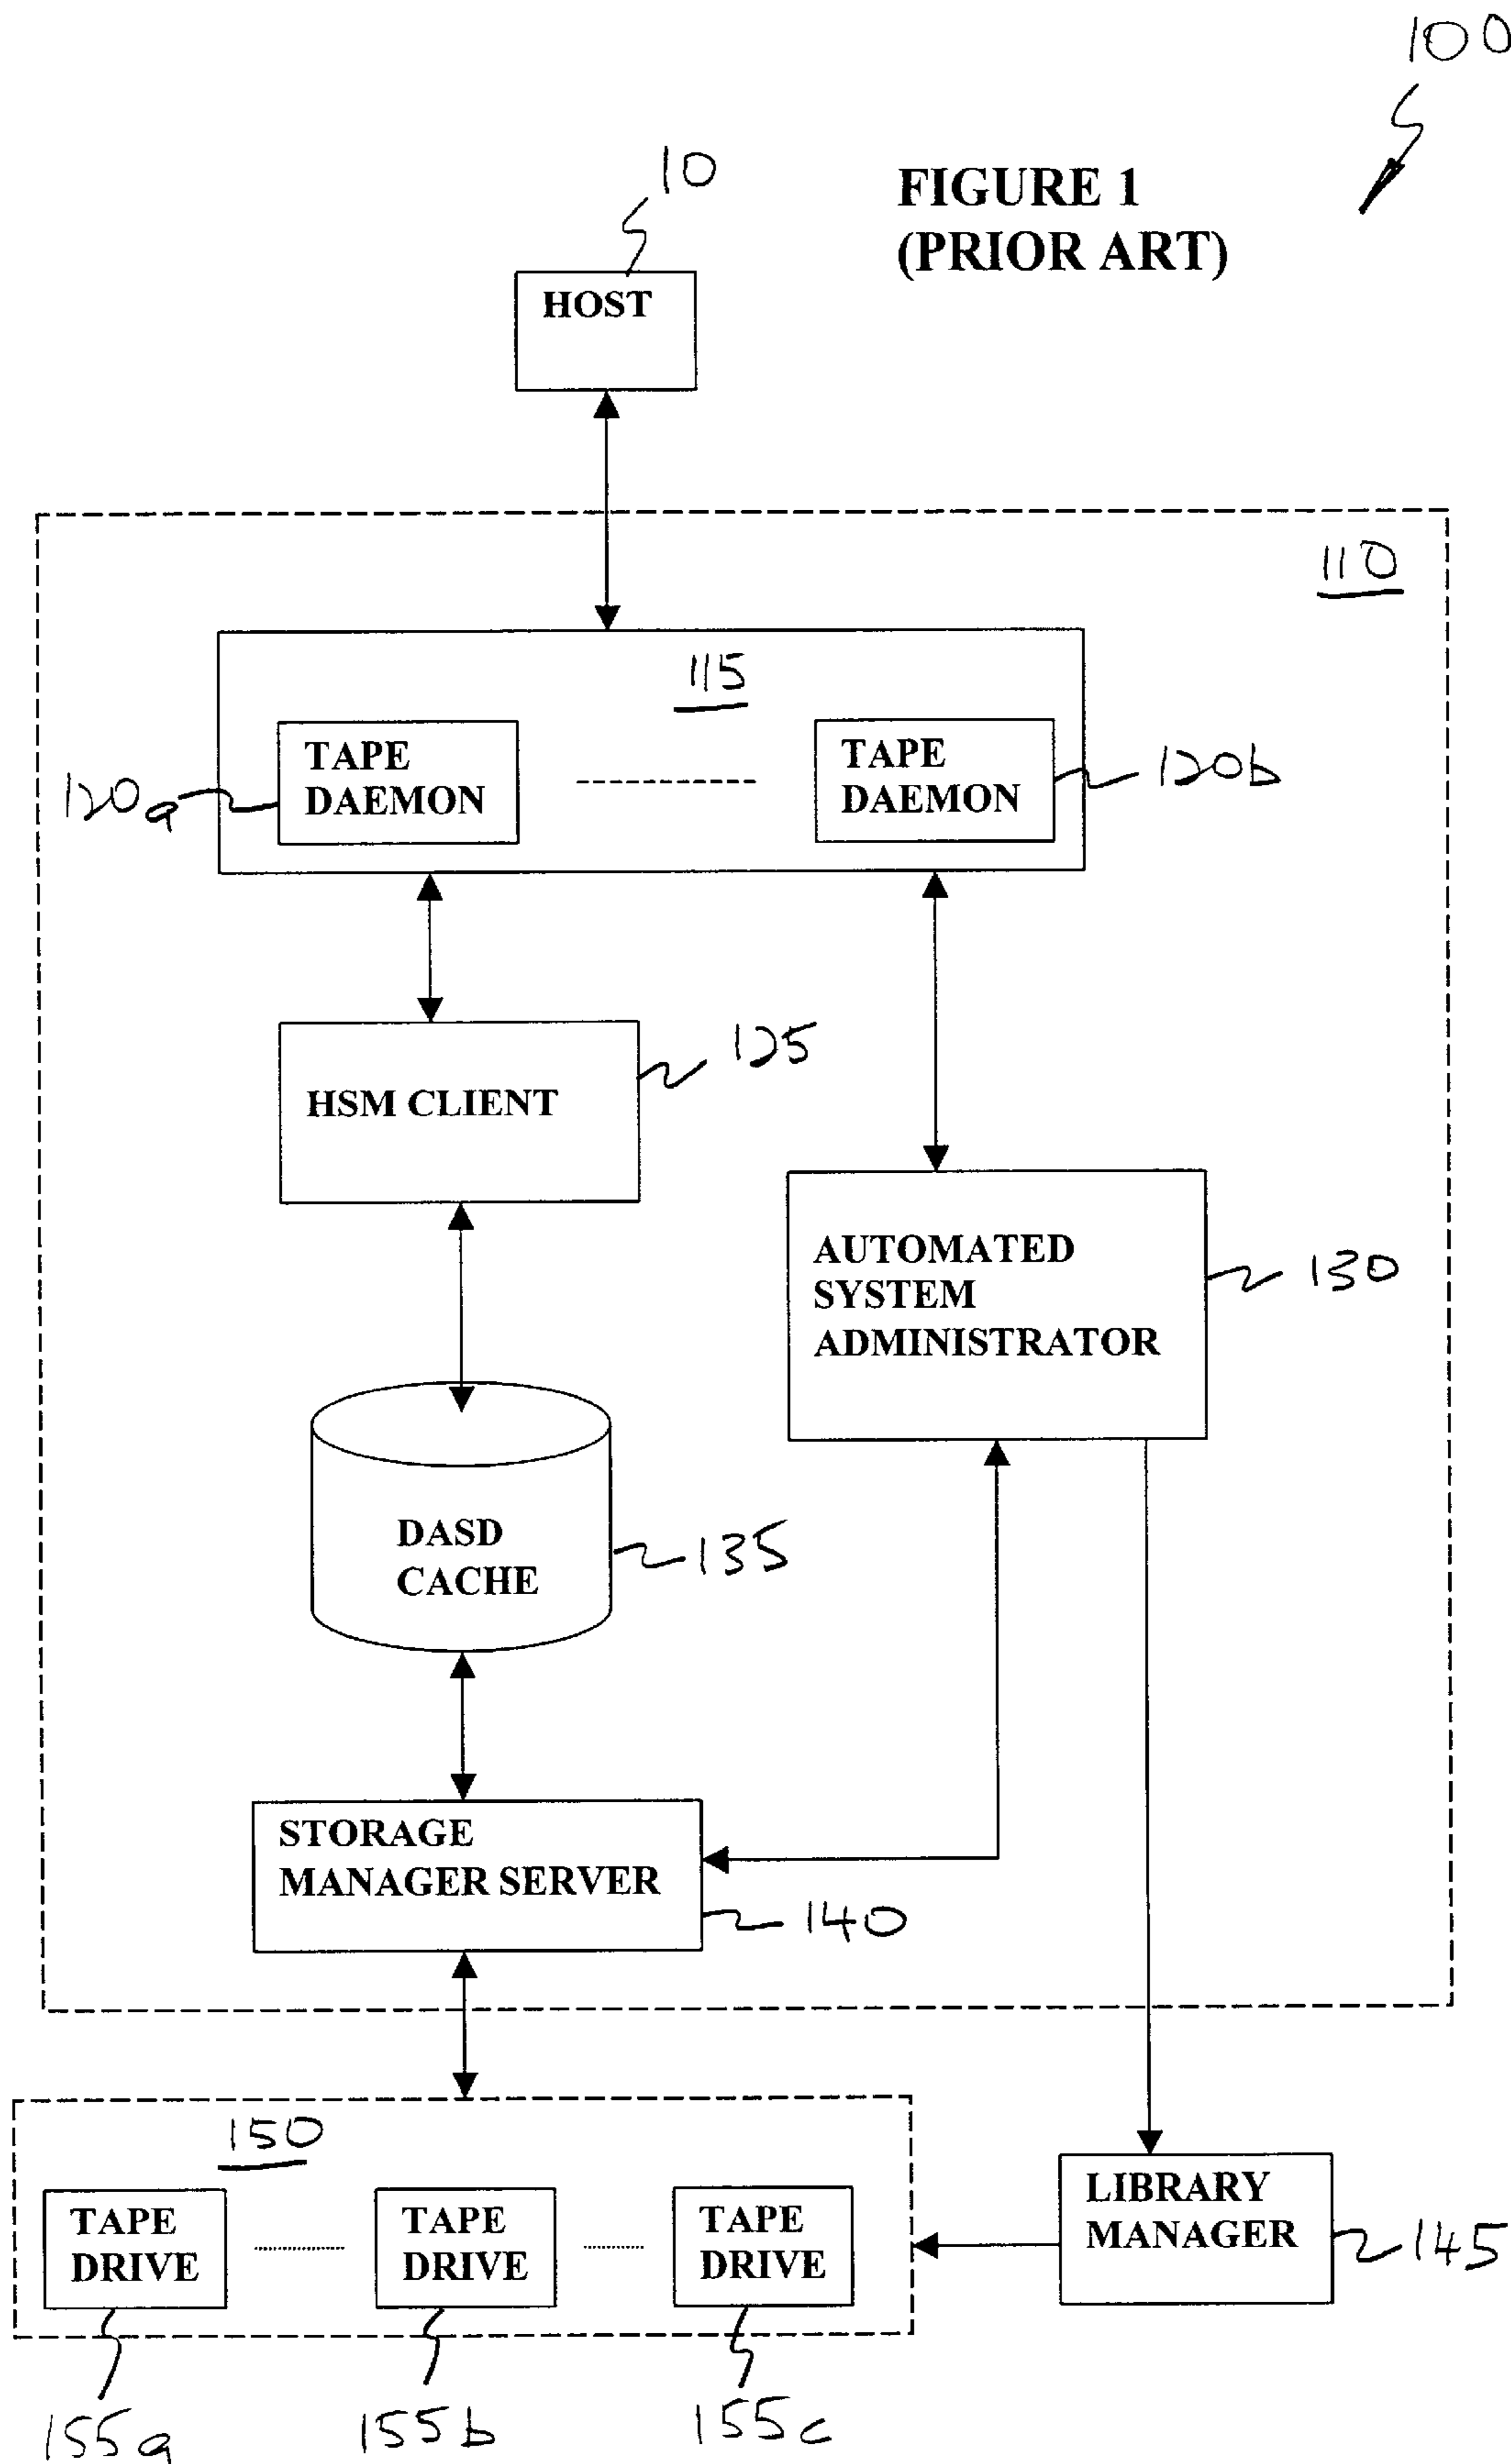 100
10
FIGURE 1
(PRIOR ART)
HOST
110
115
TAPE
DAEMON
TAPE
DAEMON
120a
120b
HSM CLIENT
125
AUTOMATED
SYSTEM
ADMINISTRATOR
130
DASD
CACHE
135
STORAGE
MANAGER SERVER
140
150
TAPE
DRIVE
TAPE
DRIVE
TAPE
DRIVE
LIBRARY
MANAGER
145
155a
155b
155c